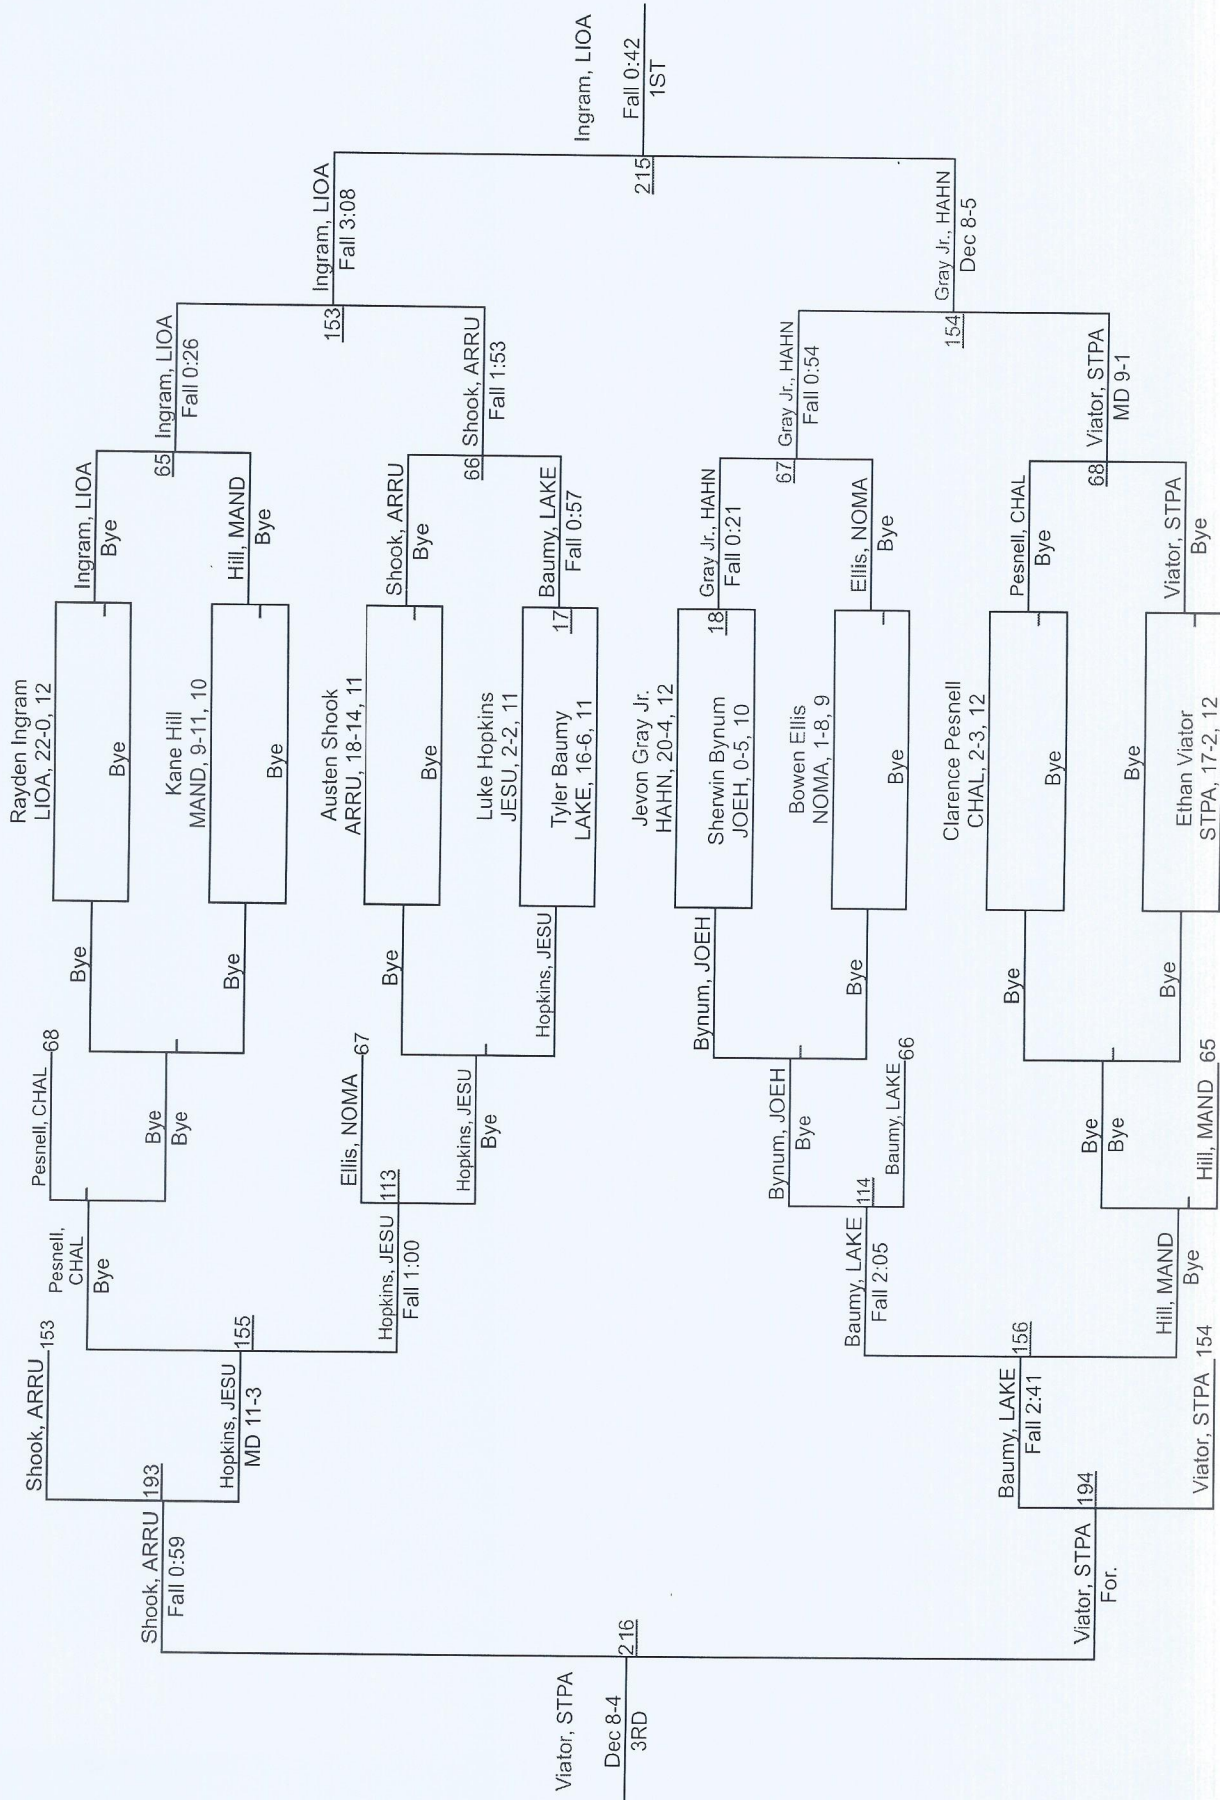 Rayden Ingram
LIOA, 22-0, 12
Bye
Kane Hill
MAND, 9-11, 10
Bye
Austen Shook
ARRU, 18-14, 11
Bye
Luke Hopkins
JESU, 2-2, 11
17
Tyler Baumy
LAKE, 16-6, 11
Jevon Gray Jr.
HAHN, 20-4, 12
18
Sherwin Bynum
JOEH, 0-5, 10
Bowen Ellis
NOMA, 1-8, 9
Bye
Clarence Pesnell
CHAL, 2-3, 12
Bye
Bye
Ethan Viator
STPA, 17-2, 12
Ingram, LIOA
Bye
65
Hill, MAND
Bye
Shook, ARRU
Bye
66
Baumy, LAKE
Fall 0:57
Gray Jr., HAHN
Fall 0:21
67
Ellis, NOMA
Bye
Pesnell, CHAL
Bye
68
Viator, STPA
Bye
Ingram, LIOA
Fall 0:26
153
Shook, ARRU
Fall 1:53
Gray Jr., HAHN
Fall 0:54
154
Viator, STPA
MD 9-1
Ingram, LIOA
Fall 3:08
215
Gray Jr., HAHN
Dec 8-5
Ingram, LIOA
Fall 0:42
1ST
Bye
Bye
Bye
Hopkins, JESU
Bynum, JOEH
Bye
Bye
Bye
Pesnell, CHAL 68
Bye
Bye
Ellis, NOMA 67
113
Hopkins, JESU
Bye
Bynum, JOEH
Bye
114
Baumy, LAKE 66
Bye
Bye
Hill, MAND 65
Pesnell,
CHAL
Bye
155
Hopkins, JESU
Fall 1:00
Baumy, LAKE
Fall 2:05
156
Hill, MAND
Bye
Shook, ARRU 153
193
Hopkins, JESU
MD 11-3
Baumy, LAKE
Fall 2:41
194
Viator, STPA 154
Shook, ARRU
Fall 0:59
216
Viator, STPA
For.
Viator, STPA
Dec 8-4
3RD